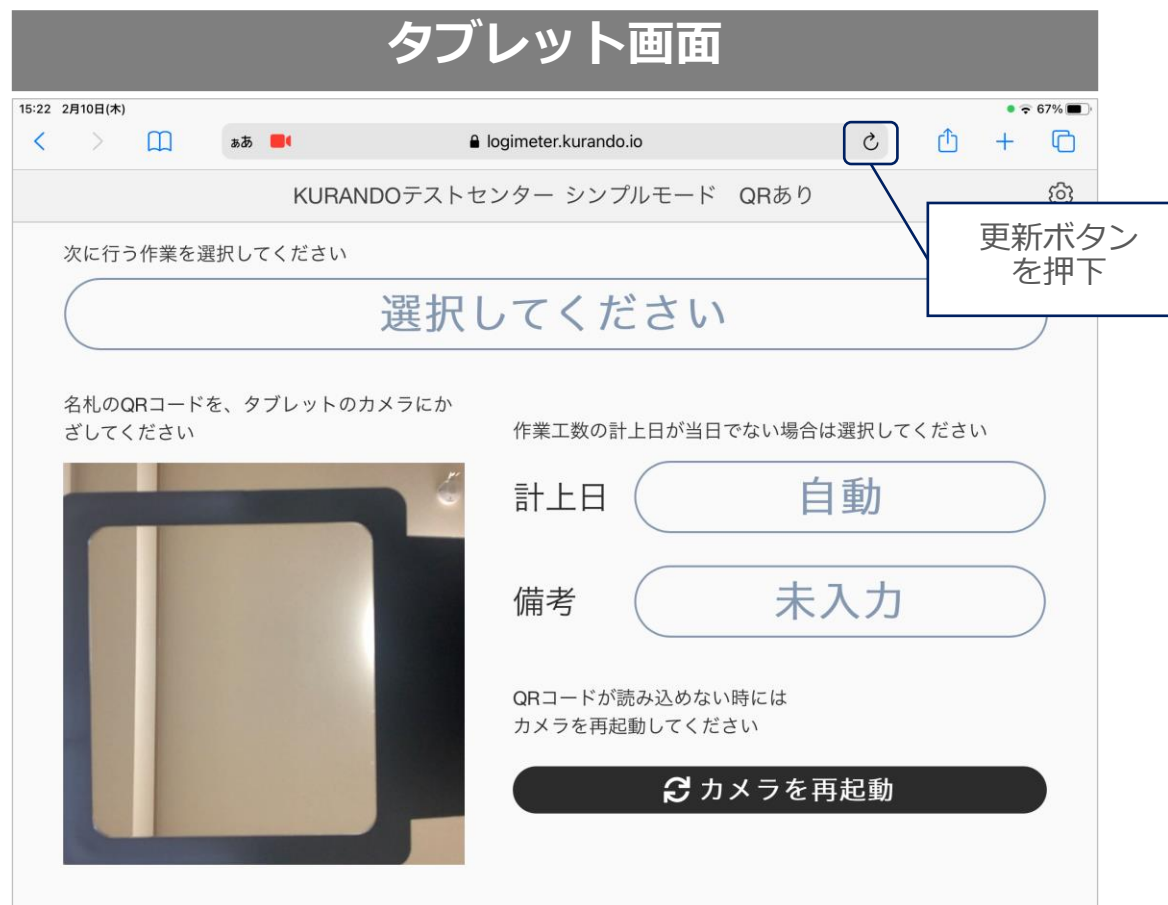 タブレット画面
15:22 2月10日(木)
67%
ぁあ
logimeter.kurando.io
KURANDOテストセンター シンプルモード　QRあり
更新ボタン
を押下
次に行う作業を選択してください
選択してください
名札のQRコードを、タブレットのカメラにか
ざしてください
作業工数の計上日が当日でない場合は選択してください
計上日
自動
備考
未入力
QRコードが読み込めない時には
カメラを再起動してください
カメラを再起動